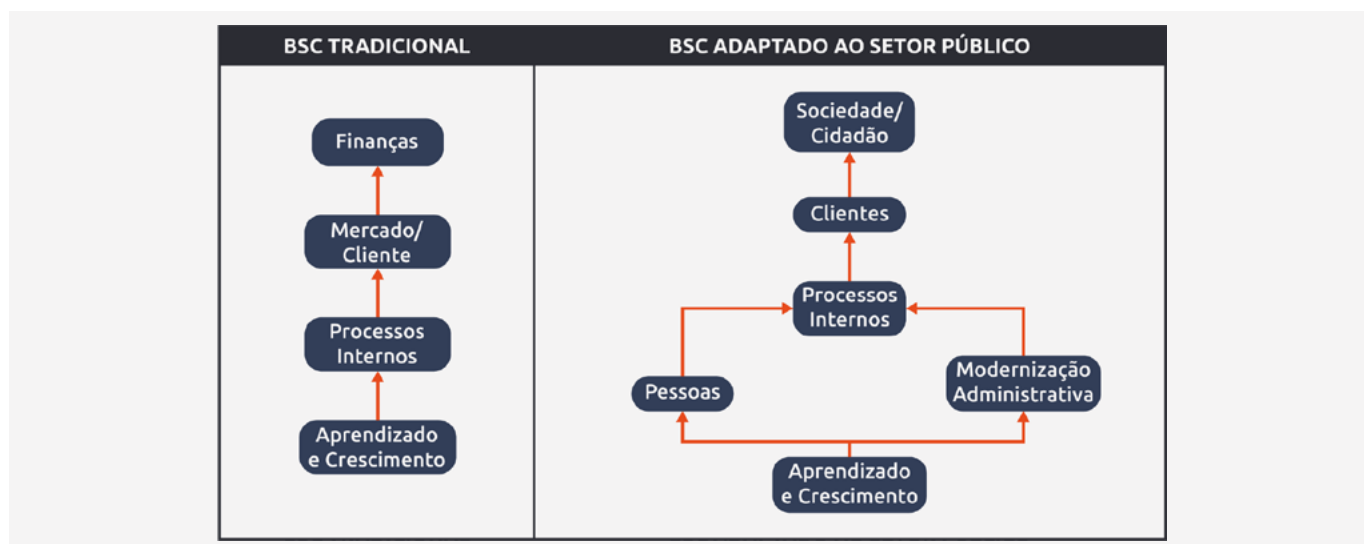 BSC TRADICIONAL
BSC ADAPTADO AO SETOR PÚBLICO
Finanças
Mercado/
Cliente
Processos
Internos
Aprendizado
e Crescimento
Sociedade/
Cidadão
Clientes
Processos
Internos
Pessoas
Modernização
Administrativa
Aprendizado
e Crescimento